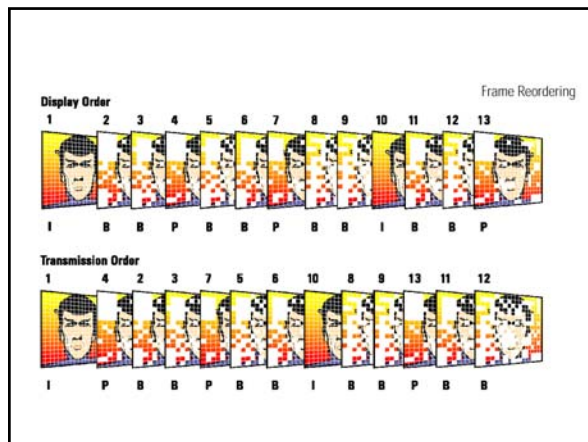 Frame Reordering
Display Order
1 2 3 4 5 6 7 8 9 10 11 12 13
I B B P B B P B B I B B P
Transmission Order
1 4 2 3 7 5 6 10 8 9 13 11 12
I P B B P B B I B B P B B